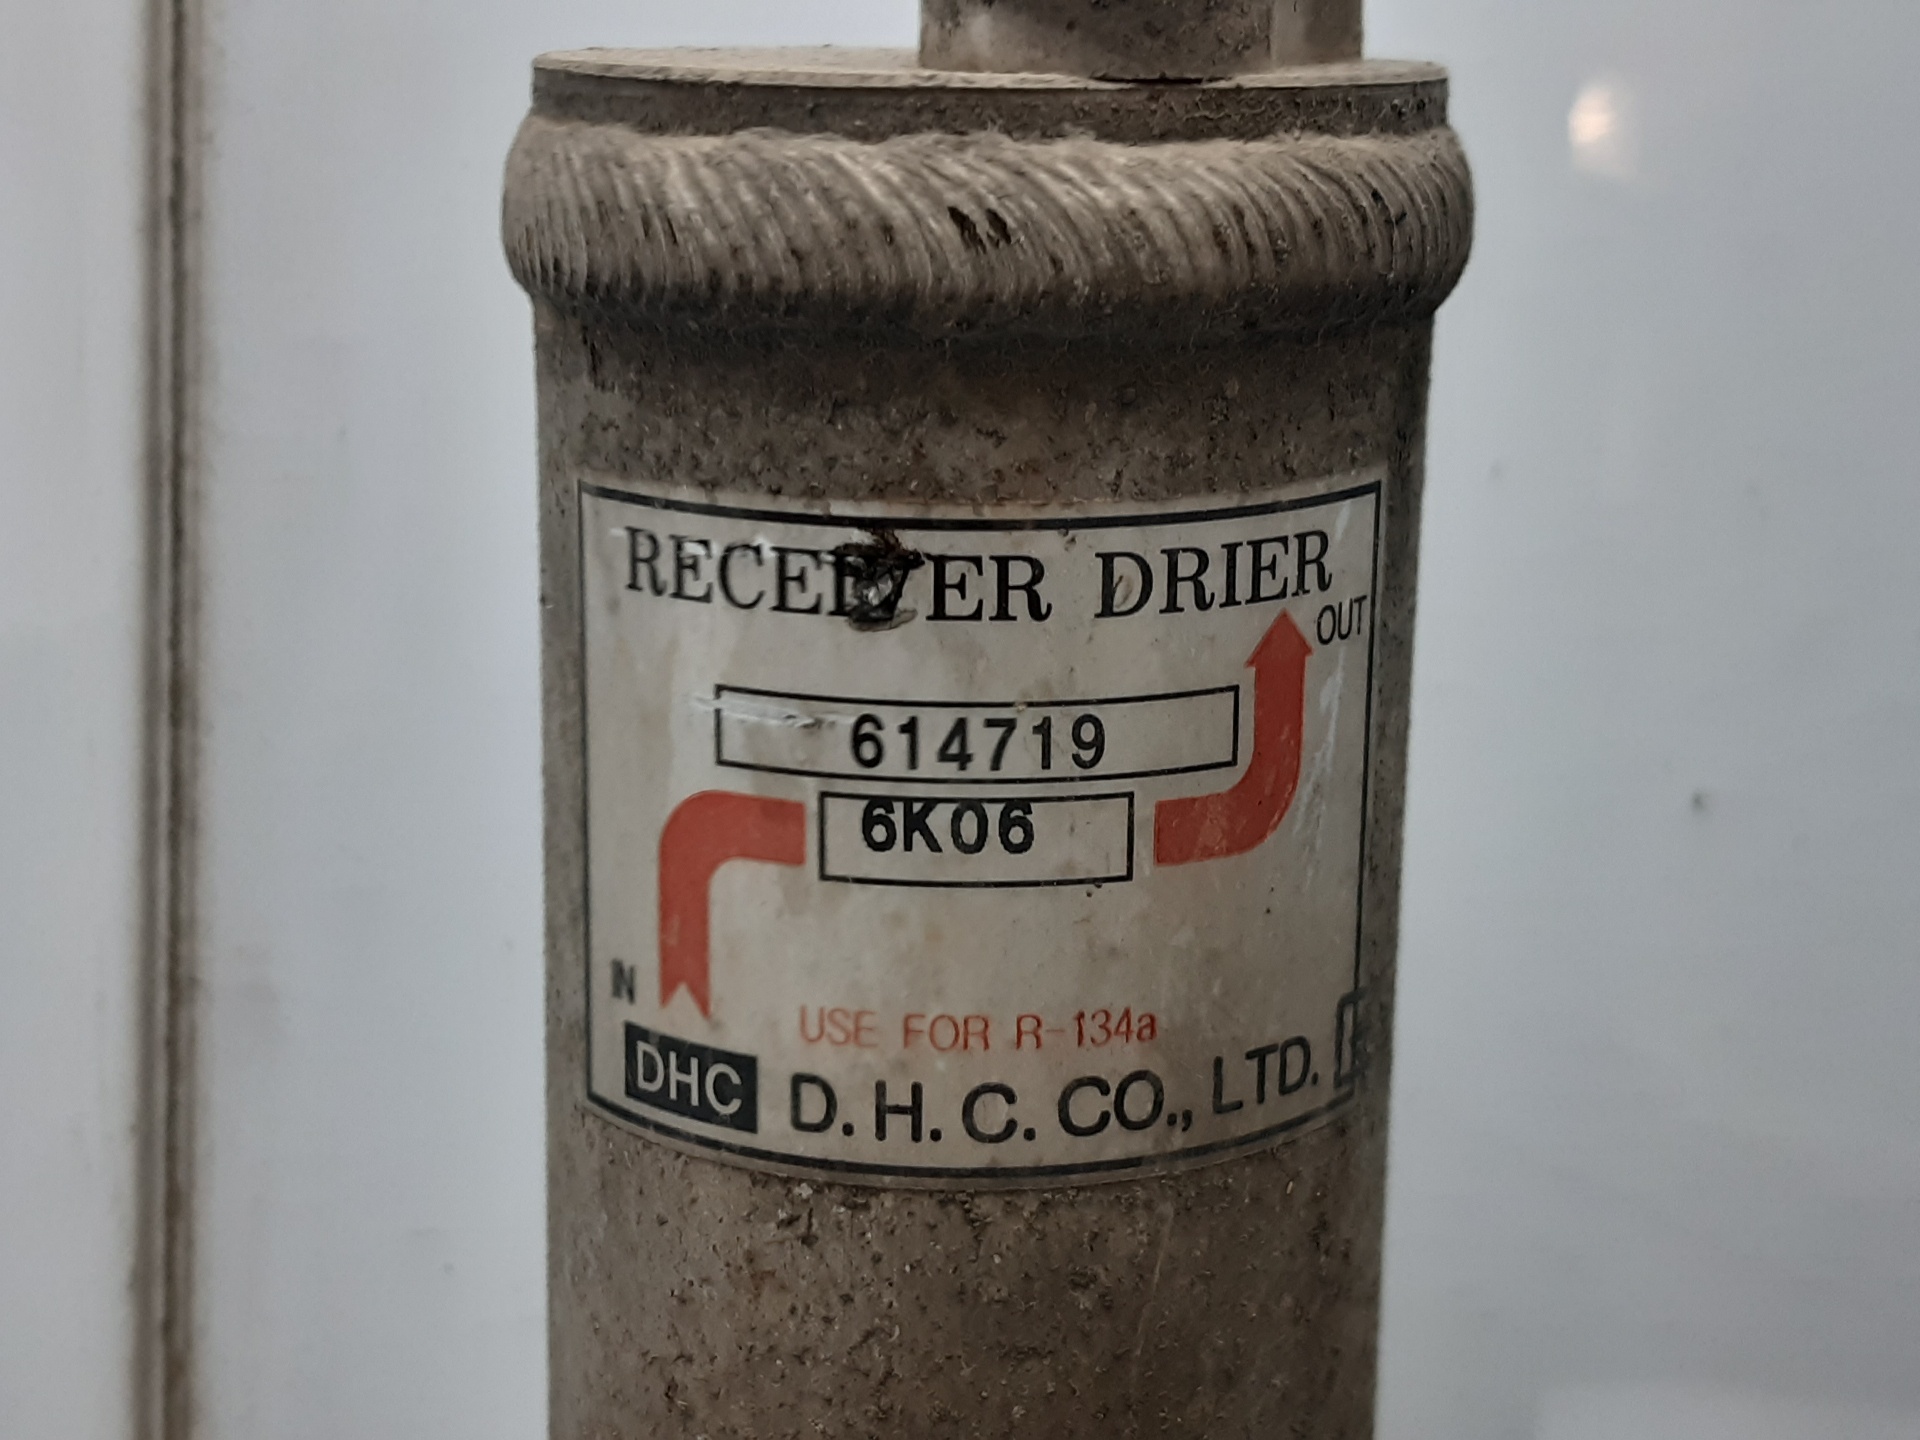 RECEIVER DRIER
OUT
614719
6K06
IN
USE FOR R-134a
DHC D. H. C. CO., LTD.